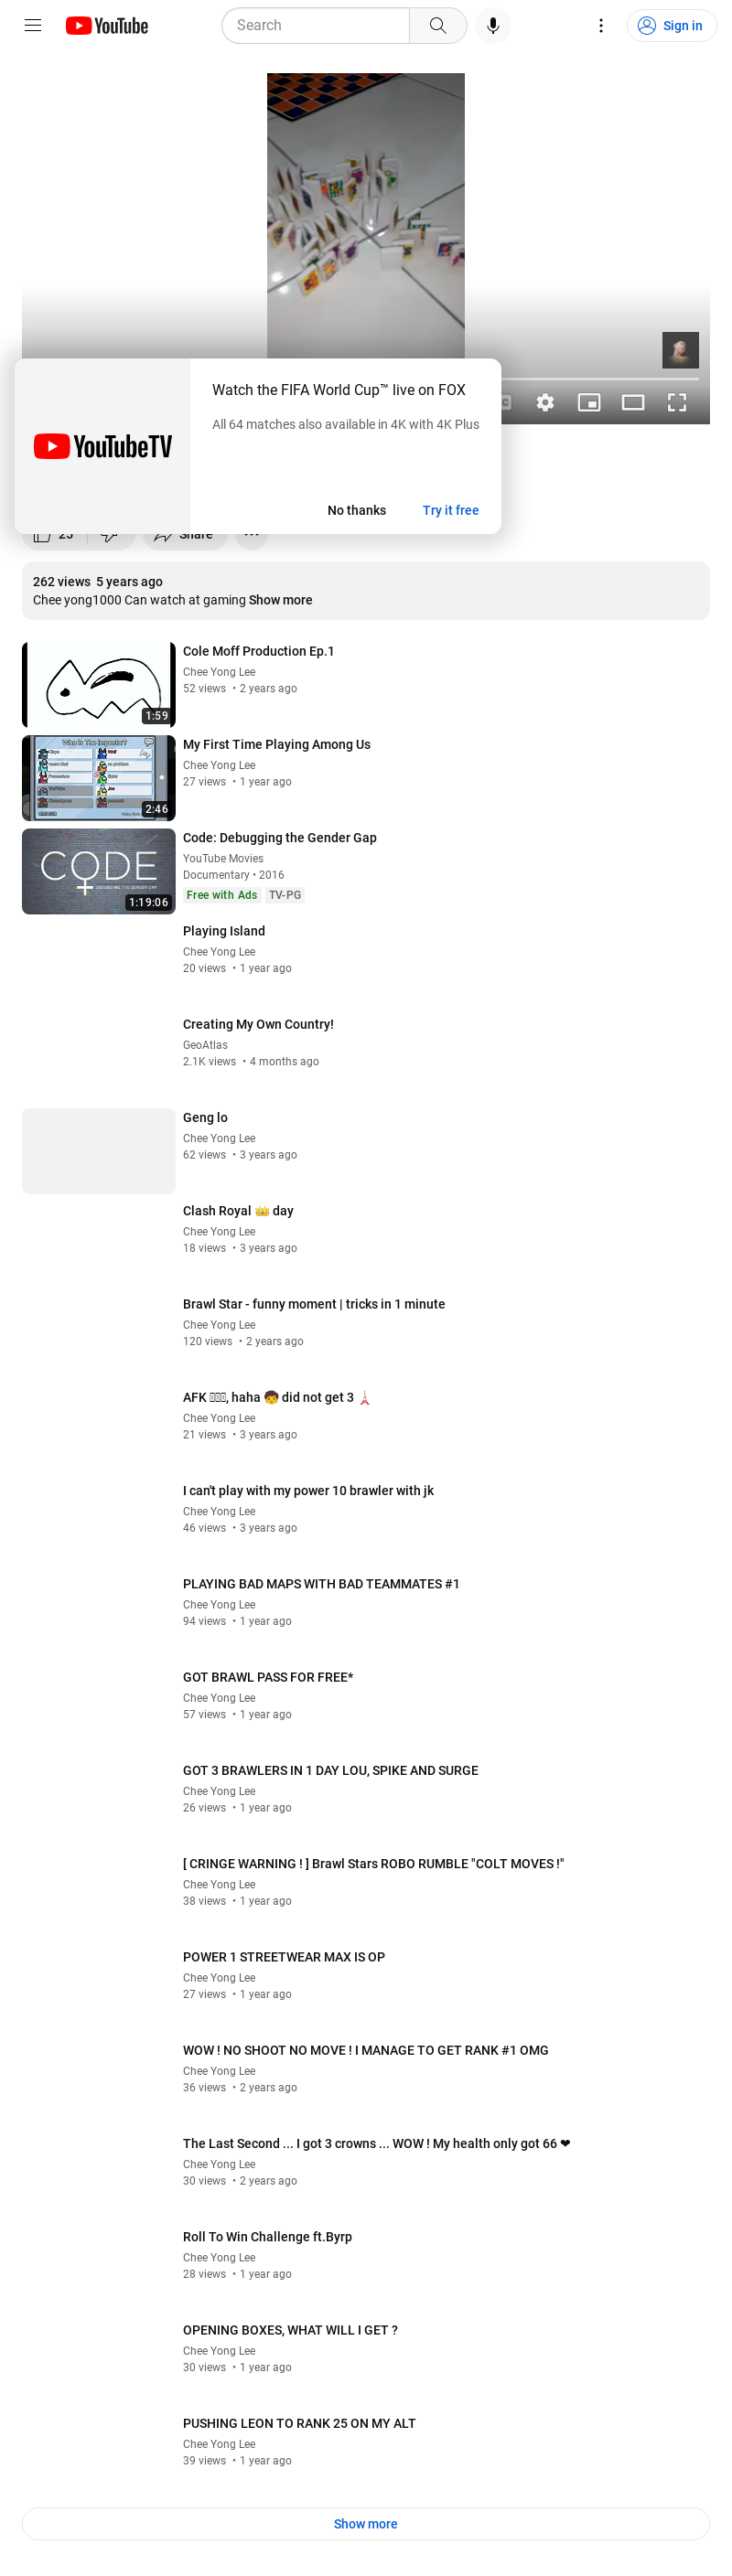 YouTube
Search
Sign in
Watch the FIFA World Cup™ live on FOX
All 64 matches also available in 4K with 4K Plus
YouTubeTV
No thanks
Try it free
25
Share
262 views 5 years ago
Chee yong1000 Can watch at gaming Show more
Cole Moff Production Ep.1
Chee Yong Lee
52 views • 2 years ago
1:59
My First Time Playing Among Us
Chee Yong Lee
27 views • 1 year ago
Who Is The Impostor?
2:46
Code: Debugging the Gender Gap
YouTube Movies
Documentary • 2016
Free with Ads TV-PG
CODE
DEBUGGING THE GENDER GAP
1:19:06
Playing Island
Chee Yong Lee
20 views • 1 year ago
Creating My Own Country!
GeoAtlas
2.1K views • 4 months ago
Geng lo
Chee Yong Lee
62 views • 3 years ago
Clash Royal 👑 day
Chee Yong Lee
18 views • 3 years ago
Brawl Star - funny moment | tricks in 1 minute
Chee Yong Lee
120 views • 2 years ago
AFK , haha 🧒 did not get 3 🗼
Chee Yong Lee
21 views • 3 years ago
I can't play with my power 10 brawler with jk
Chee Yong Lee
46 views • 3 years ago
PLAYING BAD MAPS WITH BAD TEAMMATES #1
Chee Yong Lee
94 views • 1 year ago
GOT BRAWL PASS FOR FREE*
Chee Yong Lee
57 views • 1 year ago
GOT 3 BRAWLERS IN 1 DAY LOU, SPIKE AND SURGE
Chee Yong Lee
26 views • 1 year ago
[ CRINGE WARNING ! ] Brawl Stars ROBO RUMBLE "COLT MOVES !"
Chee Yong Lee
38 views • 1 year ago
POWER 1 STREETWEAR MAX IS OP
Chee Yong Lee
27 views • 1 year ago
WOW ! NO SHOOT NO MOVE ! I MANAGE TO GET RANK #1 OMG
Chee Yong Lee
36 views • 2 years ago
The Last Second ... I got 3 crowns ... WOW ! My health only got 66 ❤
Chee Yong Lee
30 views • 2 years ago
Roll To Win Challenge ft.Byrp
Chee Yong Lee
28 views • 1 year ago
OPENING BOXES, WHAT WILL I GET ?
Chee Yong Lee
30 views • 1 year ago
PUSHING LEON TO RANK 25 ON MY ALT
Chee Yong Lee
39 views • 1 year ago
Show more